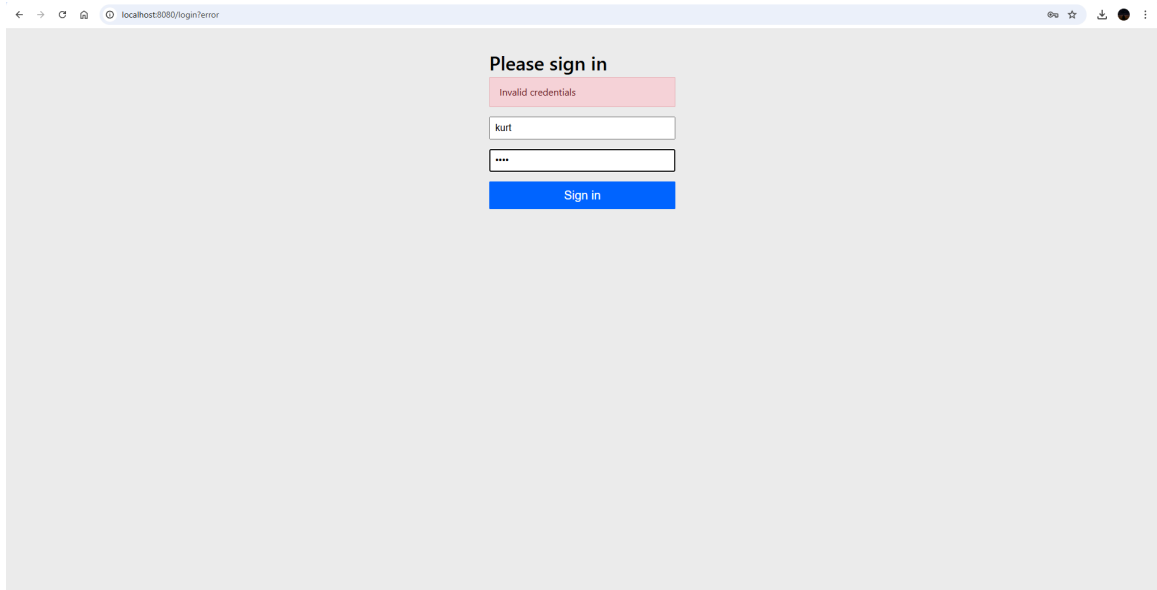 localhost:8080/login?error
Please sign in
Invalid credentials
kurt
••••
Sign in